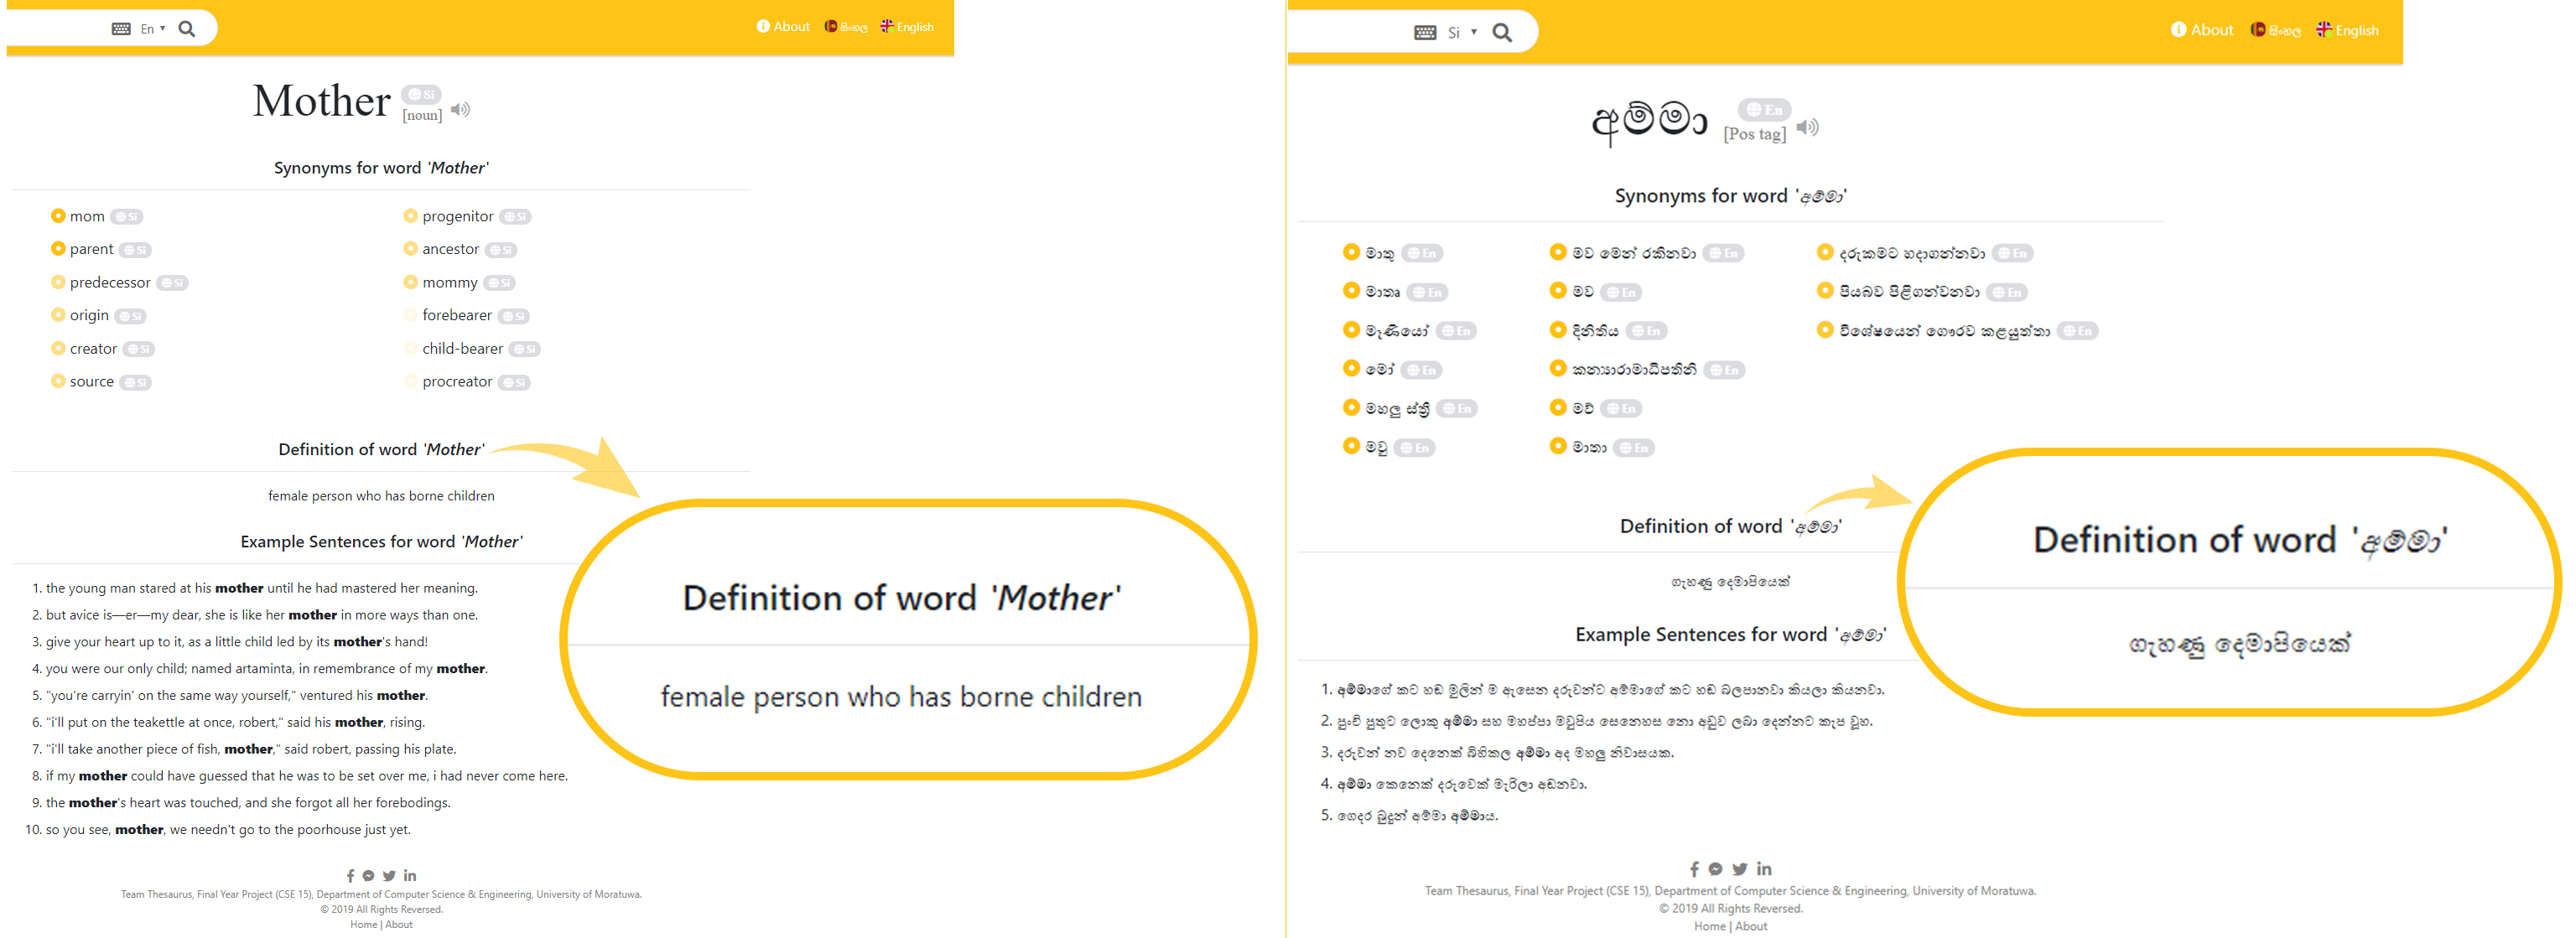 En
About සිංහල English
Mother Si
[noun]
Synonyms for word 'Mother'
mom Si
parent Si
predecessor Si
origin Si
creator Si
source Si
progenitor Si
ancestor Si
mommy Si
forebearer Si
child-bearer Si
procreator Si
Definition of word 'Mother'
female person who has borne children
Example Sentences for word 'Mother'
1. the young man stared at his mother until he had mastered her meaning.
2. but avice is—er—my dear, she is like her mother in more ways than one.
3. give your heart up to it, as a little child led by its mother's hand!
4. you were our only child; named artaminta, in remembrance of my mother.
5. "you're carryin' on the same way yourself," ventured his mother.
6. "i'll put on the teakettle at once, robert," said his mother, rising.
7. "i'll take another piece of fish, mother," said robert, passing his plate.
8. if my mother could have guessed that he was to be set over me, i had never come here.
9. the mother's heart was touched, and she forgot all her forebodings.
10. so you see, mother, we needn't go to the poorhouse just yet.
Definition of word 'Mother'
female person who has borne children
Team Thesaurus, Final Year Project (CSE 15), Department of Computer Science & Engineering, University of Moratuwa.
© 2019 All Rights Reversed.
Home | About
Si
About සිංහල English
අම්මා En
[Pos tag]
Synonyms for word 'අම්මා'
මාතු En
මාතෘ En
මෑණියෝ En
මෝ En
මහලු ස්ත්‍රී En
මවු En
මව මෙන් රකිනවා En
මව En
දිනිතිය En
කන්‍යාරාමාධිපතිනි En
මව් En
මාතා En
දරුකමට හදාගන්නවා En
පියබව පිළිගන්වනවා En
විශේෂයෙන් ගෞරව කළයුත්තා En
Definition of word 'අම්මා'
ගැහණු දෙමාපියෙක්
Example Sentences for word 'අම්මා'
1. අම්මාගේ කට හඬ මුලින් ම ඇසෙන දරුවන්ට අම්මාගේ කට හඬ බලපානවා කියලා කියනවා.
2. පුංචි පුතුට ලොකු අම්මා සහ මහප්පා මවුපිය සෙනෙහස නො අඩුව ලබා දෙන්නට කැප වූහ.
3. දරුවන් නව දෙනෙක් බිහිකල අම්මා අද මහලු නිවාසයක.
4. අම්මා කෙනෙක් දරුවෙක් මැරිලා අඬනවා.
5. ගෙදර බුදුන් අම්මා අම්මාය.
Definition of word 'අම්මා'
ගැහණු දෙමාපියෙක්
Team Thesaurus, Final Year Project (CSE 15), Department of Computer Science & Engineering, University of Moratuwa.
© 2019 All Rights Reversed.
Home | About